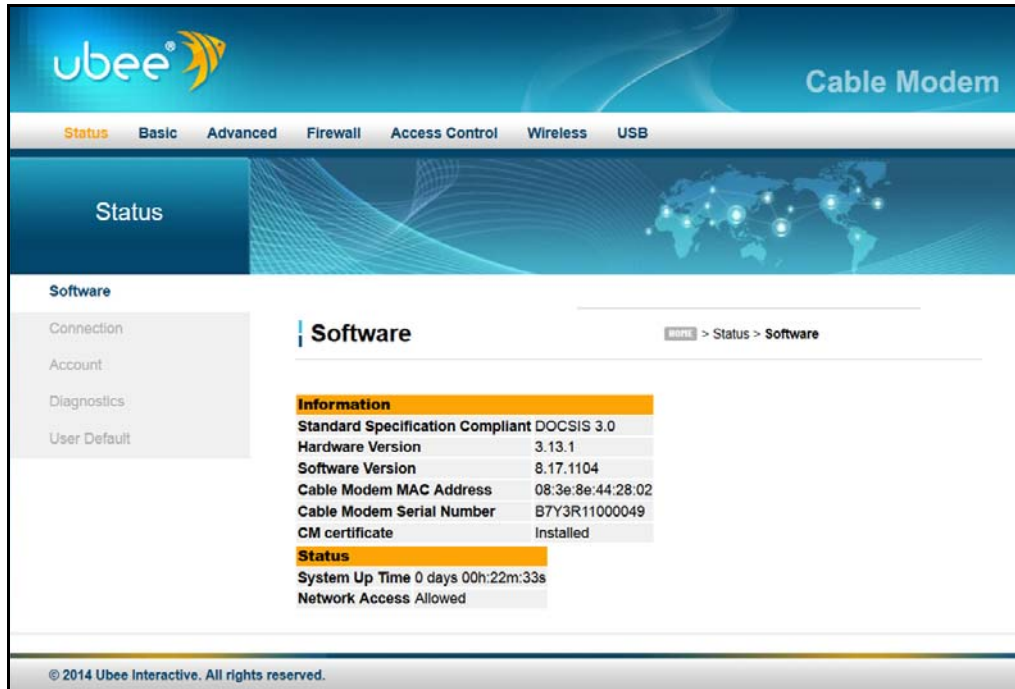 ubee®
Cable Modem
Status Basic Advanced Firewall Access Control Wireless USB
Status
Software
Connection
Account
Diagnostics
User Default
Software
HOME > Status > Software
Information
Standard Specification Compliant DOCSIS 3.0
Hardware Version 3.13.1
Software Version 8.17.1104
Cable Modem MAC Address 08:3e:8e:44:28:02
Cable Modem Serial Number B7Y3R11000049
CM certificate Installed
Status
System Up Time 0 days 00h:22m:33s
Network Access Allowed
© 2014 Ubee Interactive. All rights reserved.